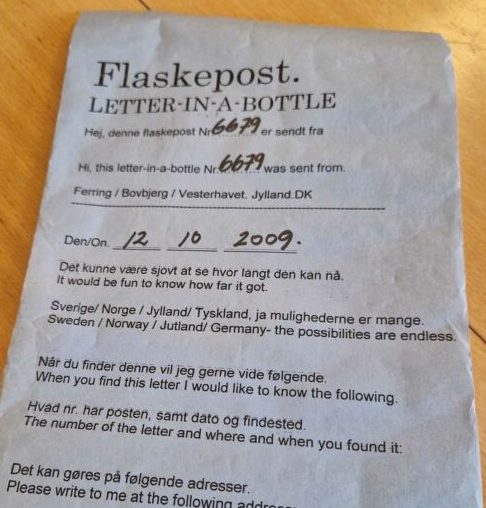 Flaskepost.
LETTER-IN-A-BOTTLE
Hej, denne flaskepost Nr. 6679 er sendt fra
Hi, this letter-in-a-bottle Nr. 6679 was sent from.
Ferring / Bovbjerg / Vesterhavet. Jylland.DK
Den/On. 12 10 2009.
Det kunne være sjovt at se hvor langt den kan nå.
It would be fun to know how far it got.
Sverige/ Norge / Jylland/ Tyskland, ja mulighederne er mange.
Sweden / Norway / Jutland/ Germany- the possibilities are endless.
Når du finder denne vil jeg gerne vide følgende.
When you find this letter I would like to know the following.
Hvad nr. har posten, samt dato og findested.
The number of the letter and where and when you found it:
Det kan gøres på følgende adresser.
Please write to me at the following